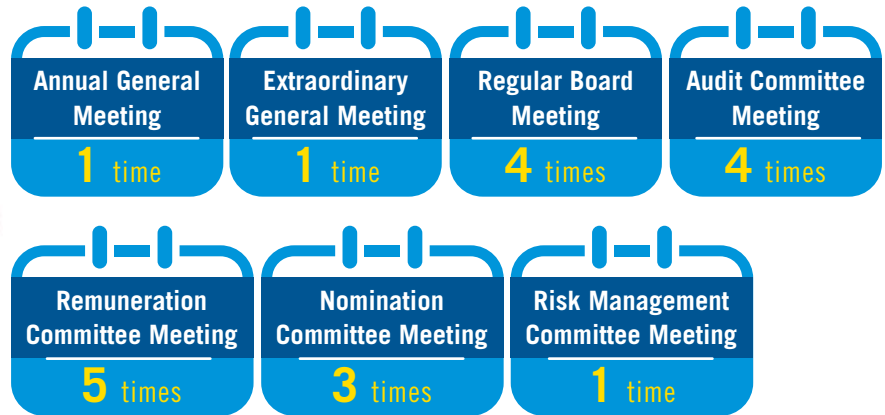 Annual General
Meeting
1 time
Extraordinary
General Meeting
1 time
Regular Board
Meeting
4 times
Audit Committee
Meeting
4 times
Remuneration
Committee Meeting
5 times
Nomination
Committee Meeting
3 times
Risk Management
Committee Meeting
1 time